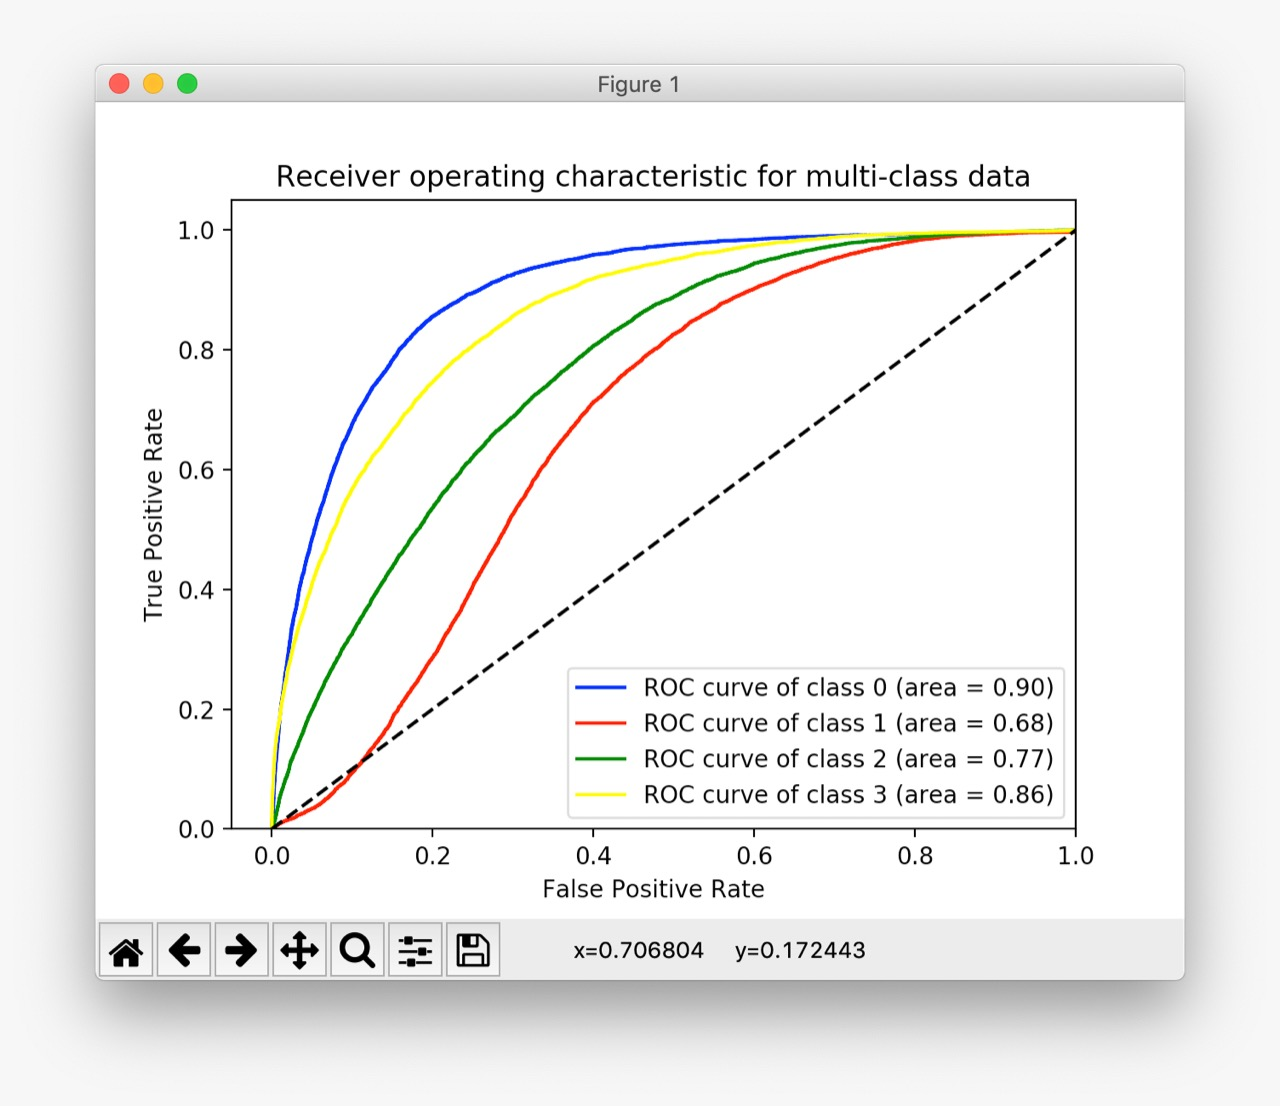 Figure 1
Receiver operating characteristic for multi-class data
1.0
0.8
0.6
0.4
0.2
0.0
True Positive Rate
ROC curve of class 0 (area = 0.90)
ROC curve of class 1 (area = 0.68)
ROC curve of class 2 (area = 0.77)
ROC curve of class 3 (area = 0.86)
0.0 0.2 0.4 0.6 0.8 1.0
False Positive Rate
x=0.706804 y=0.172443